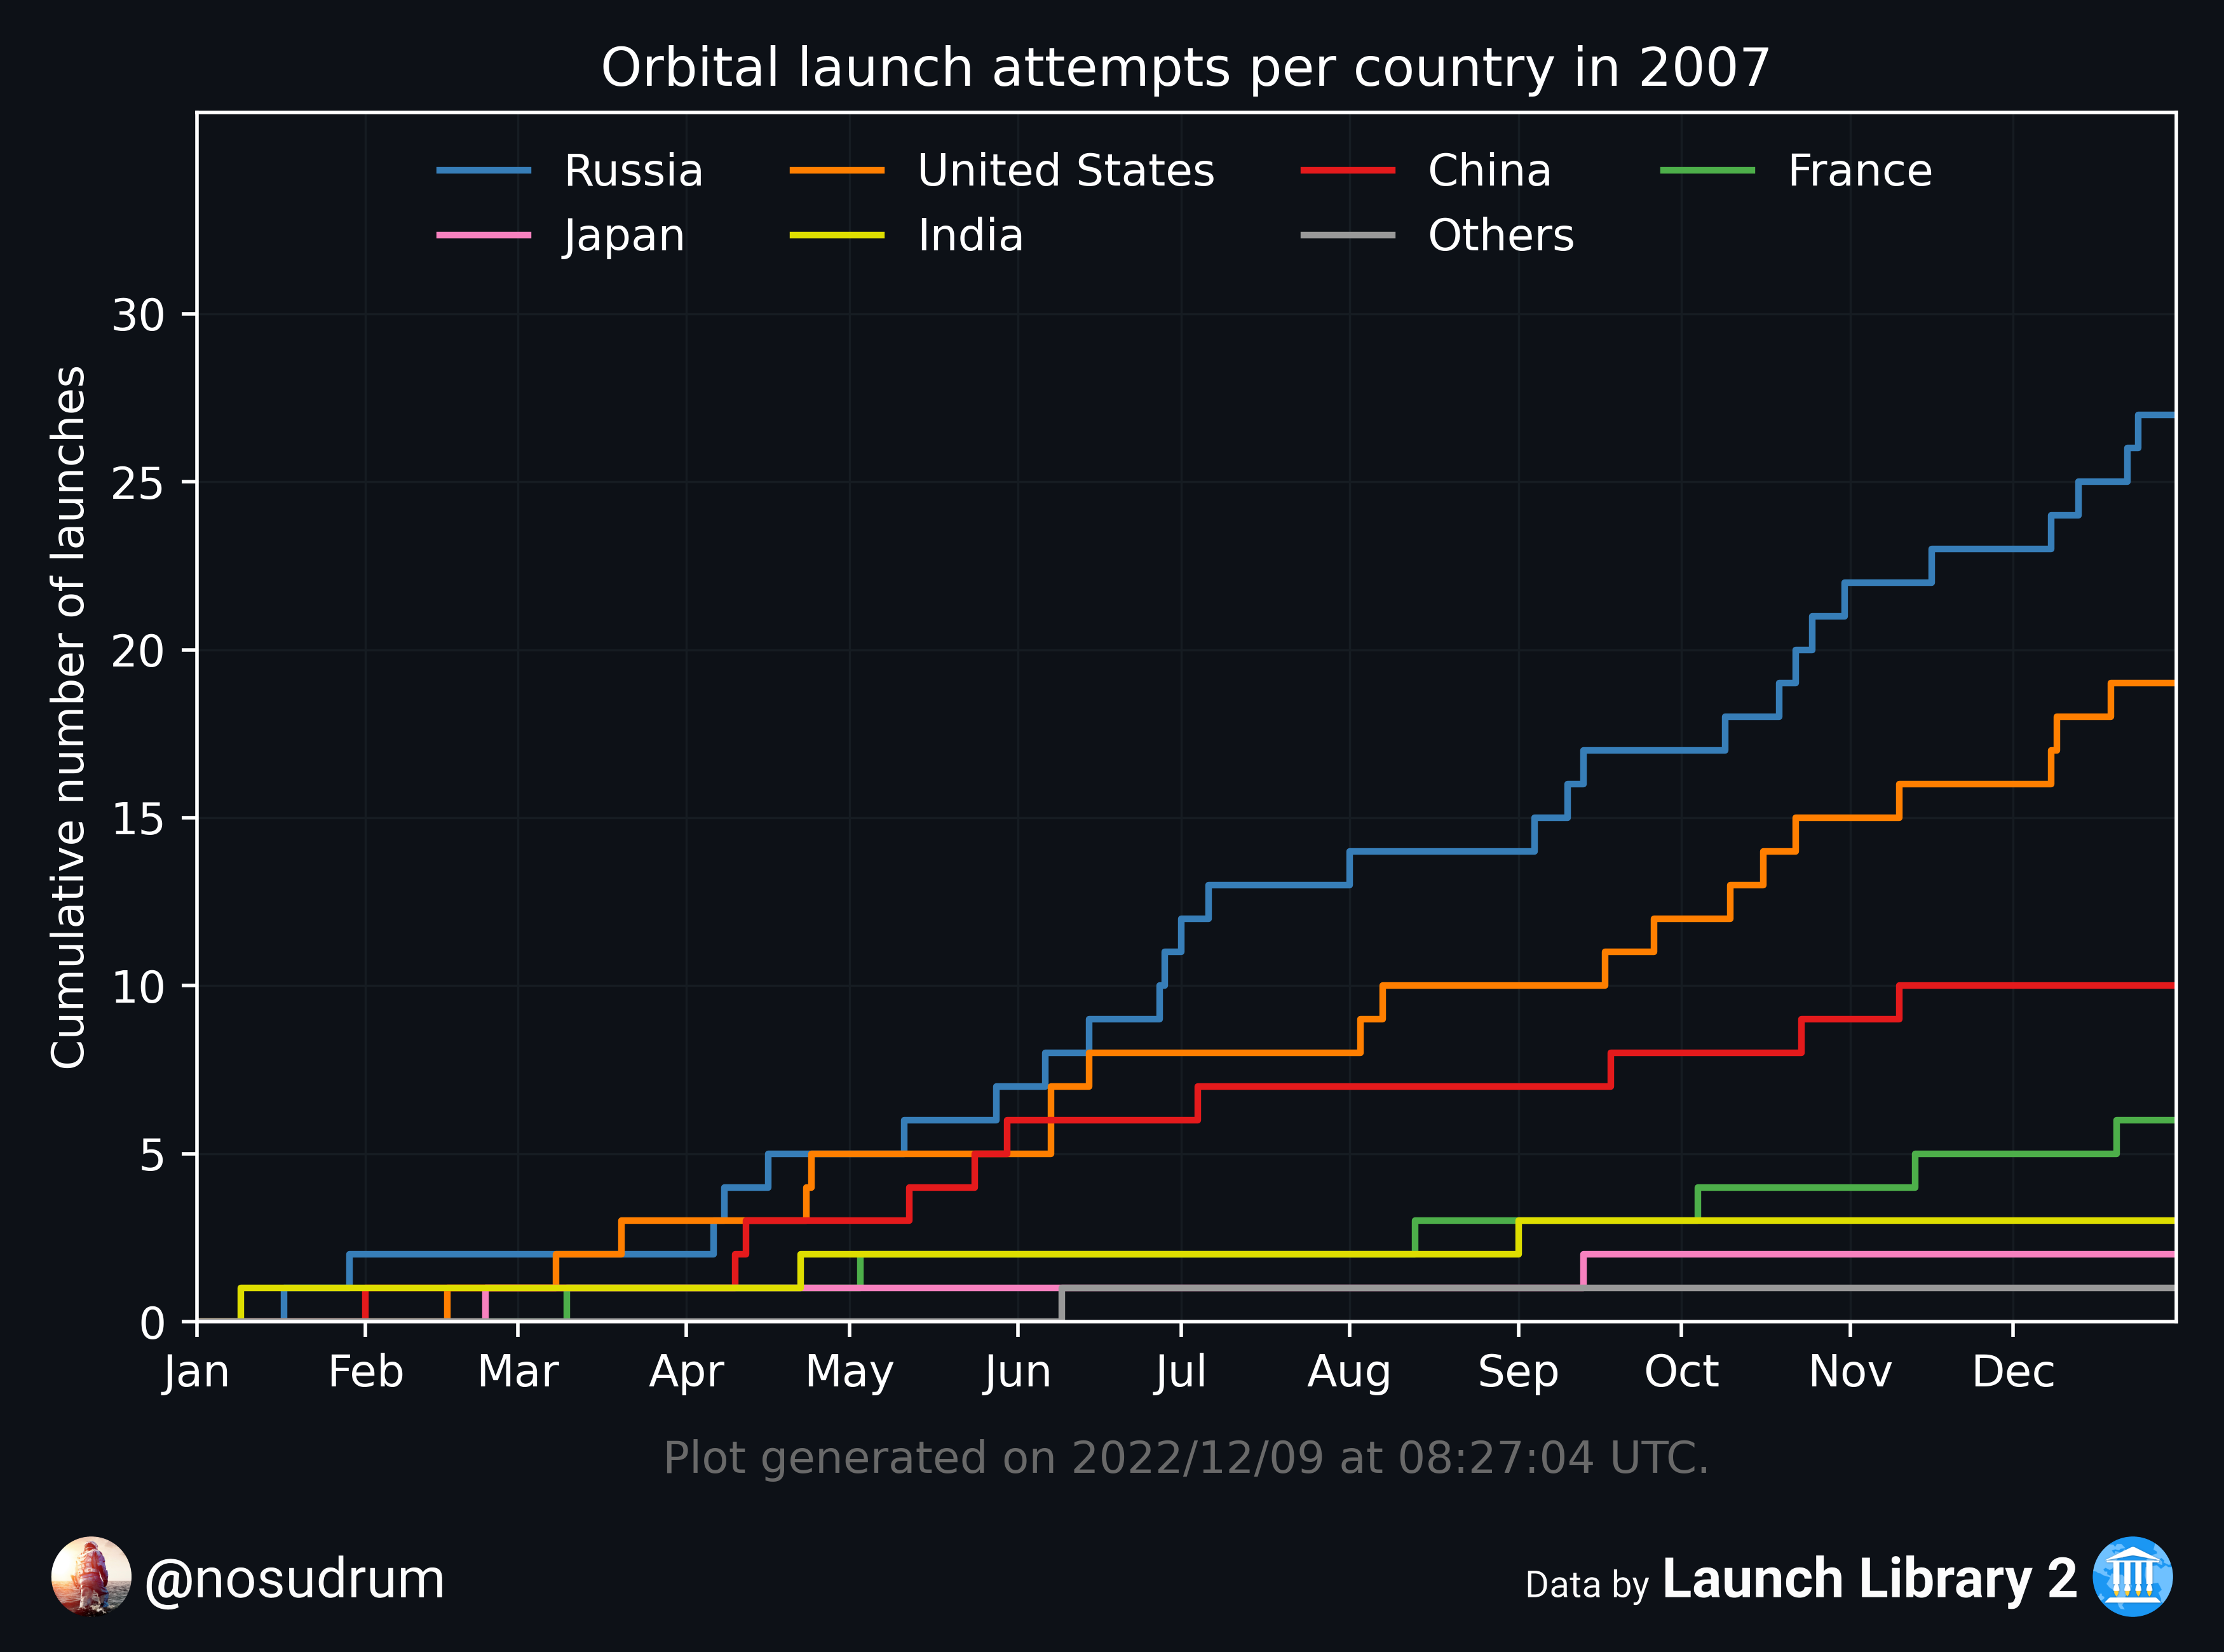 Orbital launch attempts per country in 2007
Russia United States China France
Japan India Others
Cumulative number of launches
30
25
20
15
10
5
0
Jan Feb Mar Apr May Jun Jul Aug Sep Oct Nov Dec
Plot generated on 2022/12/09 at 08:27:04 UTC.
@nosudrum
Data by Launch Library 2